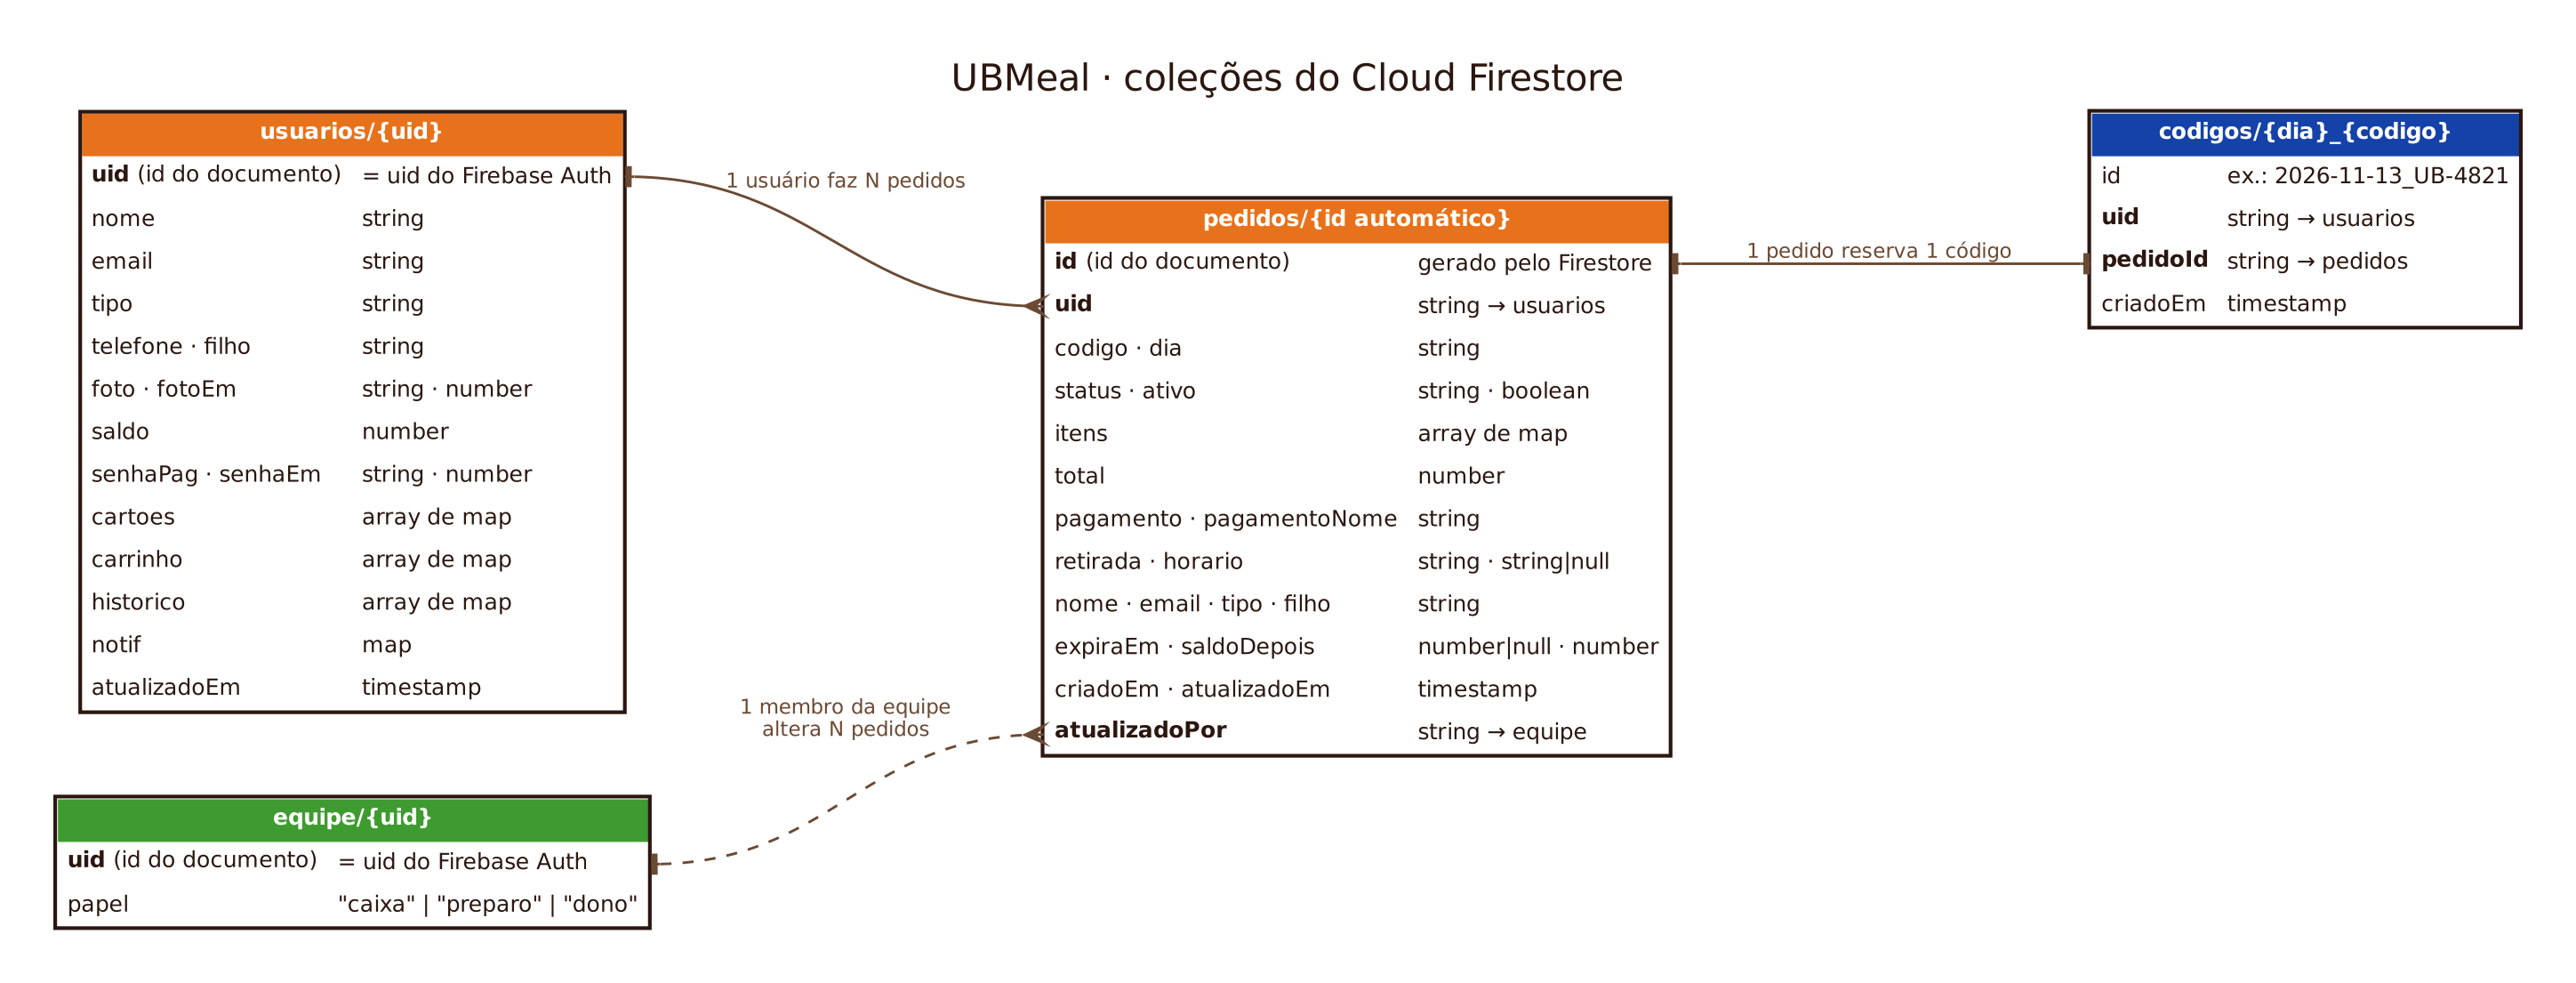 UBMeal · coleções do Cloud Firestore
usuarios/{uid}
uid (id do documento) = uid do Firebase Auth
nome string
email string
tipo string
telefone · filho string
foto · fotoEm string · number
saldo number
senhaPag · senhaEm string · number
cartoes array de map
carrinho array de map
historico array de map
notif map
atualizadoEm timestamp
1 usuário faz N pedidos
pedidos/{id automático}
id (id do documento) gerado pelo Firestore
uid string → usuarios
codigo · dia string
status · ativo string · boolean
itens array de map
total number
pagamento · pagamentoNome string
retirada · horario string · string|null
nome · email · tipo · filho string
expiraEm · saldoDepois number|null · number
criadoEm · atualizadoEm timestamp
atualizadoPor string → equipe
1 pedido reserva 1 código
codigos/{dia}_{codigo}
id ex.: 2026-11-13_UB-4821
uid string → usuarios
pedidoId string → pedidos
criadoEm timestamp
1 membro da equipe
altera N pedidos
equipe/{uid}
uid (id do documento) = uid do Firebase Auth
papel "caixa" | "preparo" | "dono"